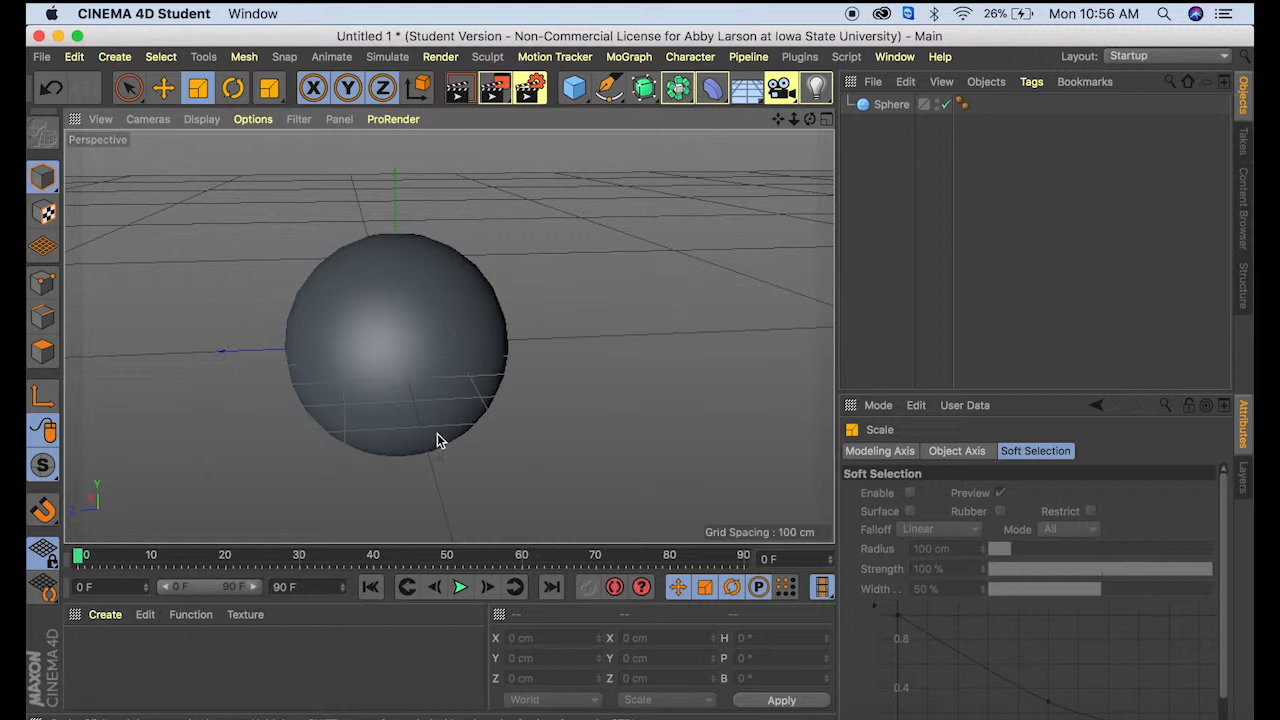 CINEMA 4D Student Window 26% Mon 10:56 AM
Untitled 1 * (Student Version - Non-Commercial License for Abby Larson at Iowa State University) - Main
File Edit Create Select Tools Mesh Snap Animate Simulate Render Sculpt Motion Tracker MoGraph Character Pipeline Plugins Script Window Help Layout: Startup
X Y Z
File Edit View Objects Tags Bookmarks
View Cameras Display Options Filter Panel ProRender
Sphere
Perspective
Objects
Takes
Content Browser
Structure
Y
X
Z
S
Grid Spacing : 100 cm
Mode Edit User Data
Scale
Modeling Axis Object Axis Soft Selection
Soft Selection
Enable Preview
Surface Rubber Restrict
Falloff Linear Mode All
Radius 100 cm
Strength 100 %
Width . . 50 %
0.8
0.4
Attributes
Layers
0 10 20 30 40 50 60 70 80 90 0 F
0 F 0 F 90 F 90 F P
Create Edit Function Texture
-- -- --
X 0 cm X 0 cm H 0 °
Y 0 cm Y 0 cm P 0 °
Z 0 cm Z 0 cm B 0 °
World Scale Apply
MAXON
CINEMA 4D